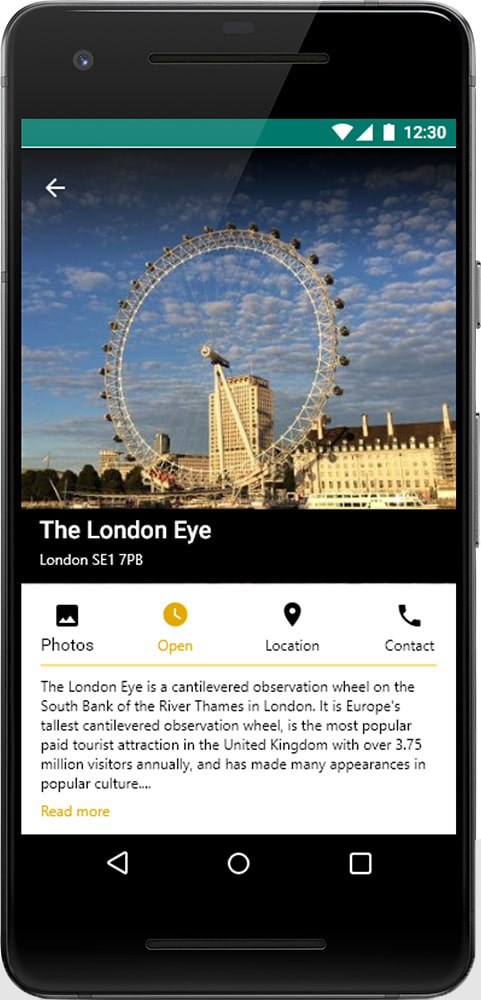 12:30
The London Eye
London SE1 7PB
Photos
Open
Location
Contact
The London Eye is a cantilevered observation wheel on the
South Bank of the River Thames in London. It is Europe's
tallest cantilevered observation wheel, is the most popular
paid tourist attraction in the United Kingdom with over 3.75
million visitors annually, and has made many appearances in
popular culture....
Read more